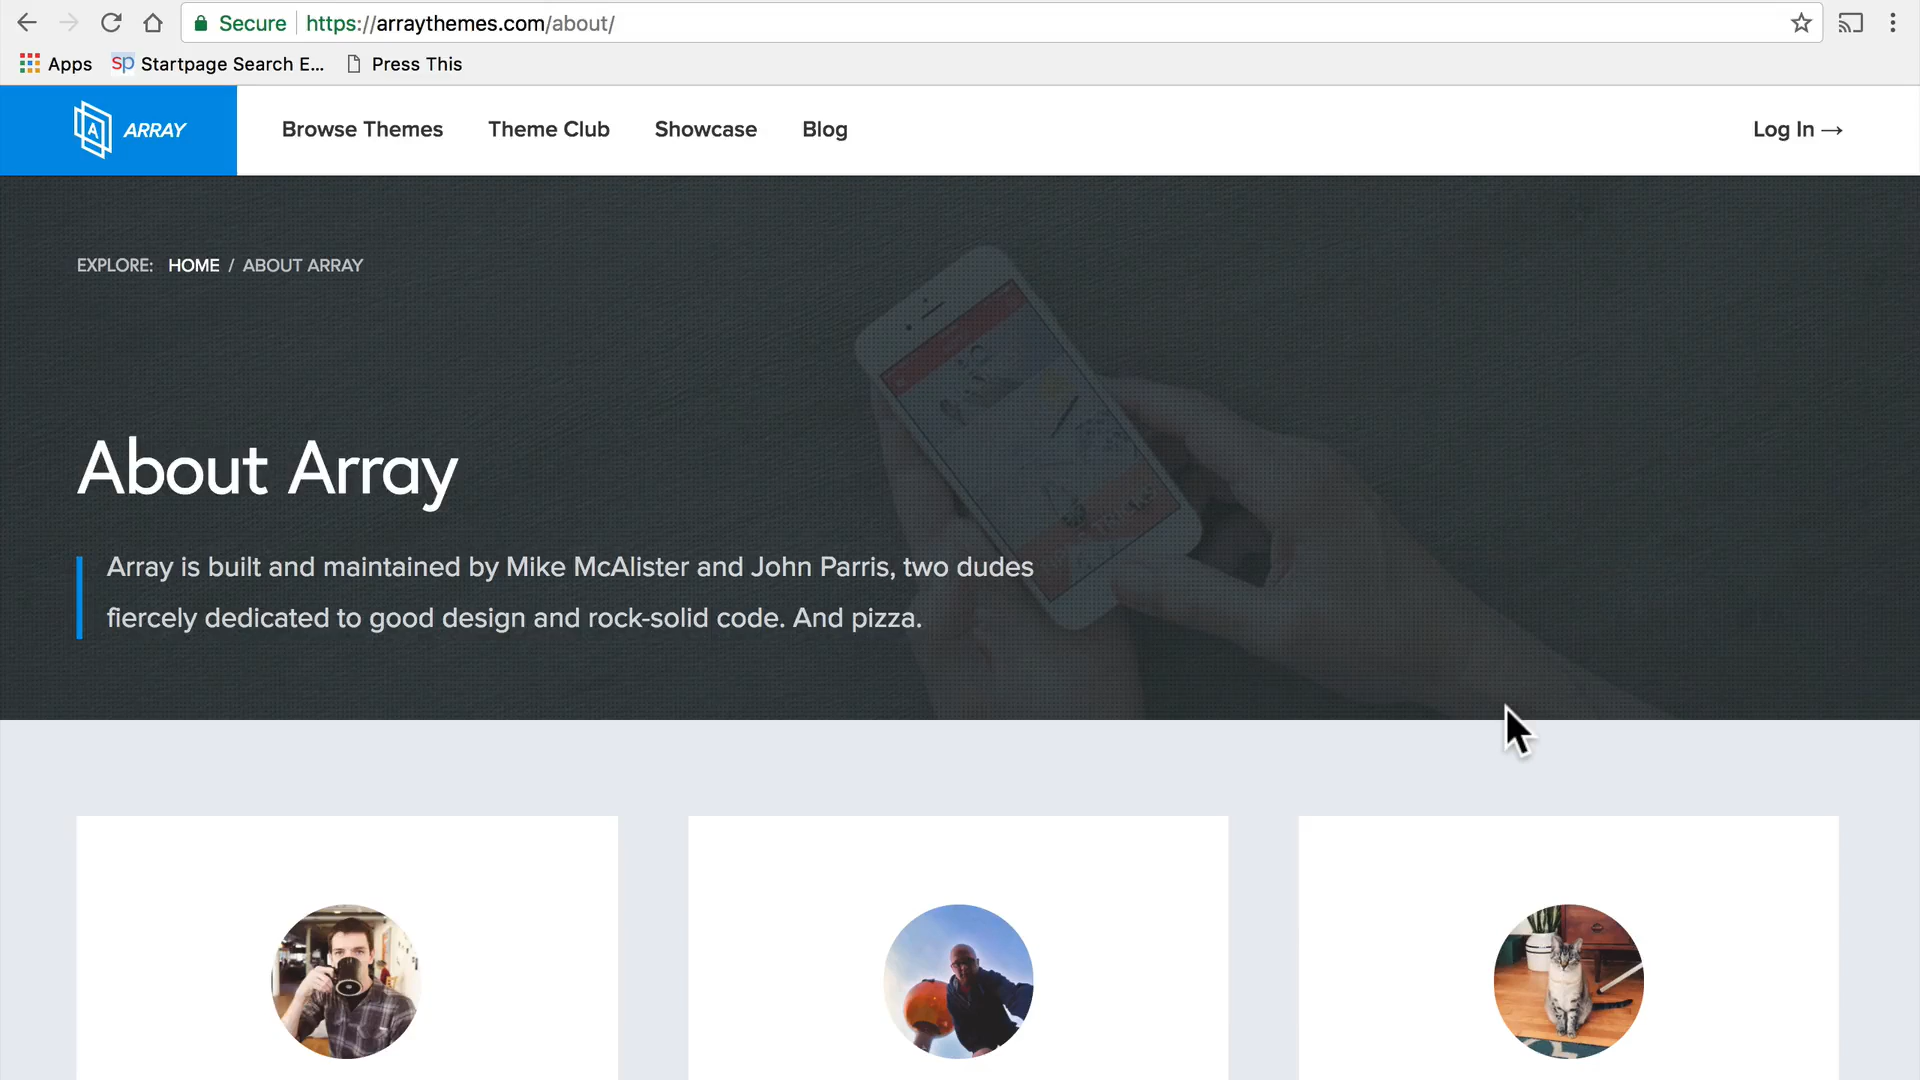 Secure https://arraythemes.com/about/
Apps sp Startpage Search E... Press This
A ARRAY Browse Themes Theme Club Showcase Blog Log In →
EXPLORE: HOME / ABOUT ARRAY
About Array
Array is built and maintained by Mike McAlister and John Parris, two dudes
fiercely dedicated to good design and rock-solid code. And pizza.